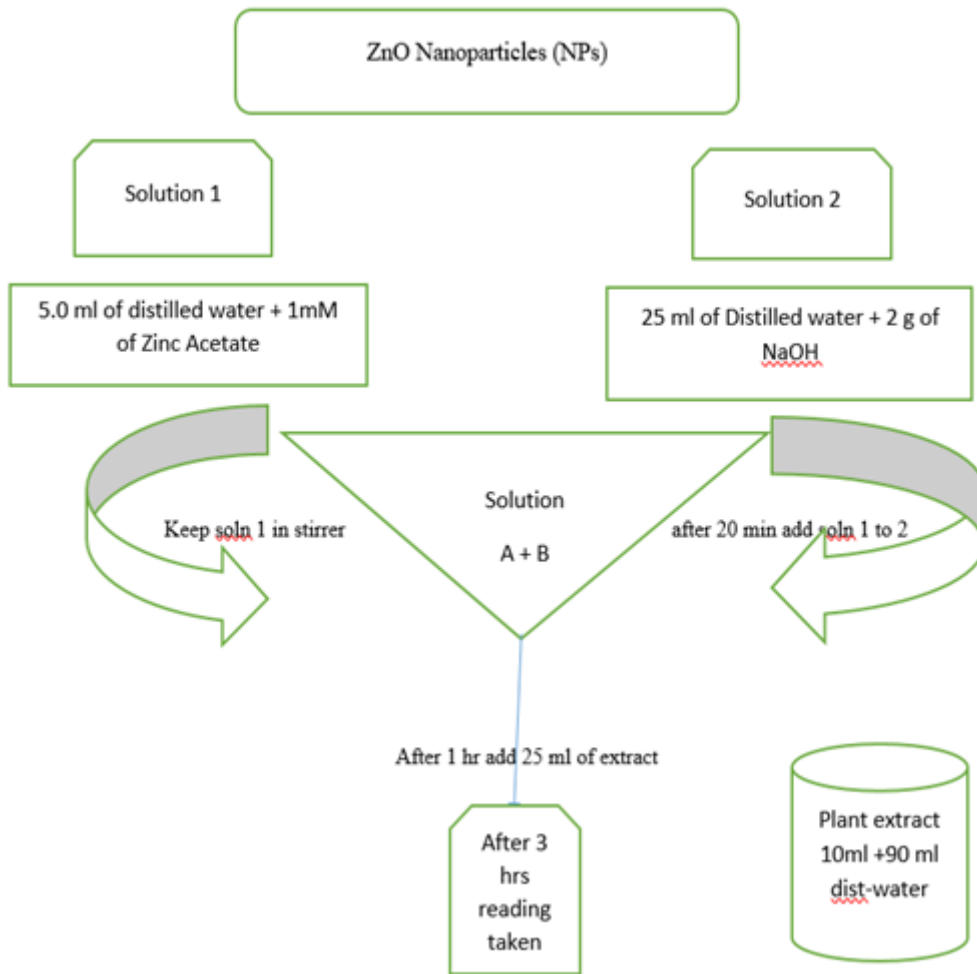 ZnO Nanoparticles (NPs)
Solution 1
Solution 2
5.0 ml of distilled water + 1mM
of Zinc Acetate
25 ml of Distilled water + 2 g of
NaOH
Solution
A + B
Keep soln 1 in stirrer
after 20 min add soln 1 to 2
After 1 hr add 25 ml of extract
After 3
hrs
reading
taken
Plant extract
10ml +90 ml
dist-water